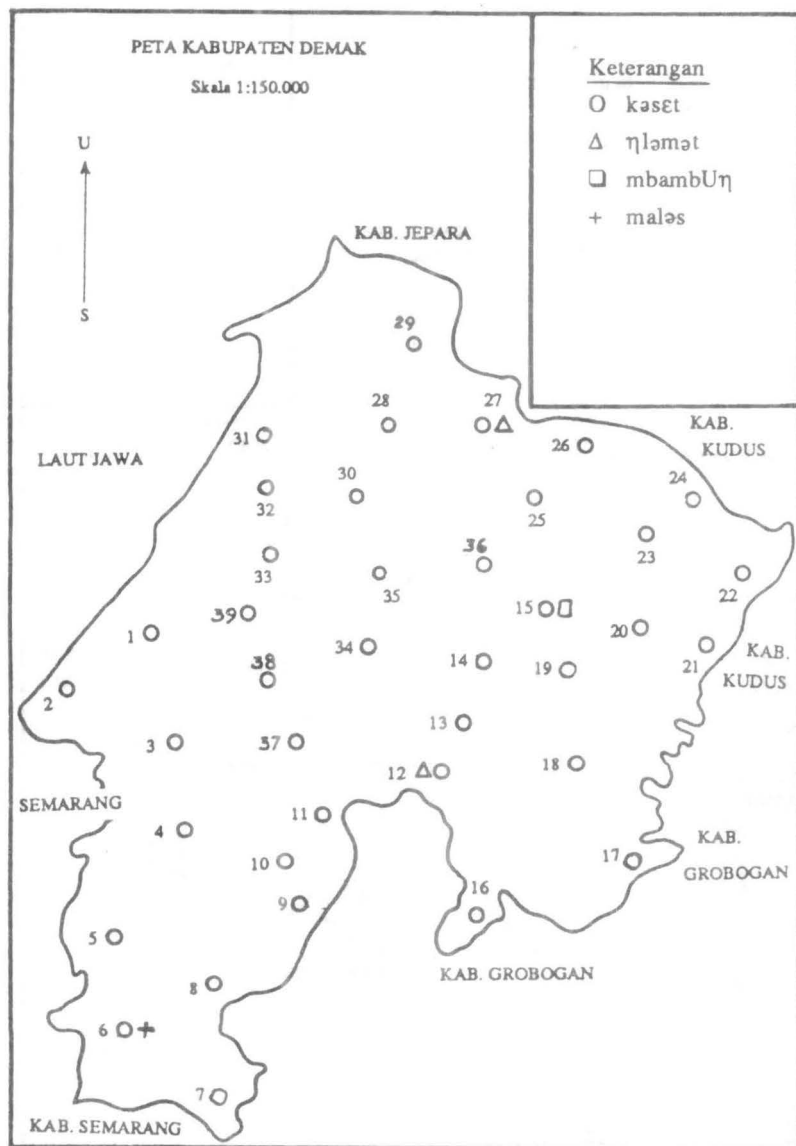 PETA KABUPATEN DEMAK
Skala 1:150.000
Keterangan
O kəsɛt
Δ ηləmət
□ mbambUη
+ maləs
U
S
KAB. JEPARA
29
28
27
26
KAB.
KUDUS
31
LAUT JAWA
24
32
30
25
23
33
36
35
22
39
15
1
20
34
14
19
21
KAB.
KUDUS
38
2
13
3
37
18
12
SEMARANG
11
4
KAB.
GROBOGAN
17
10
9
16
5
KAB. GROBOGAN
8
6
7
KAB. SEMARANG